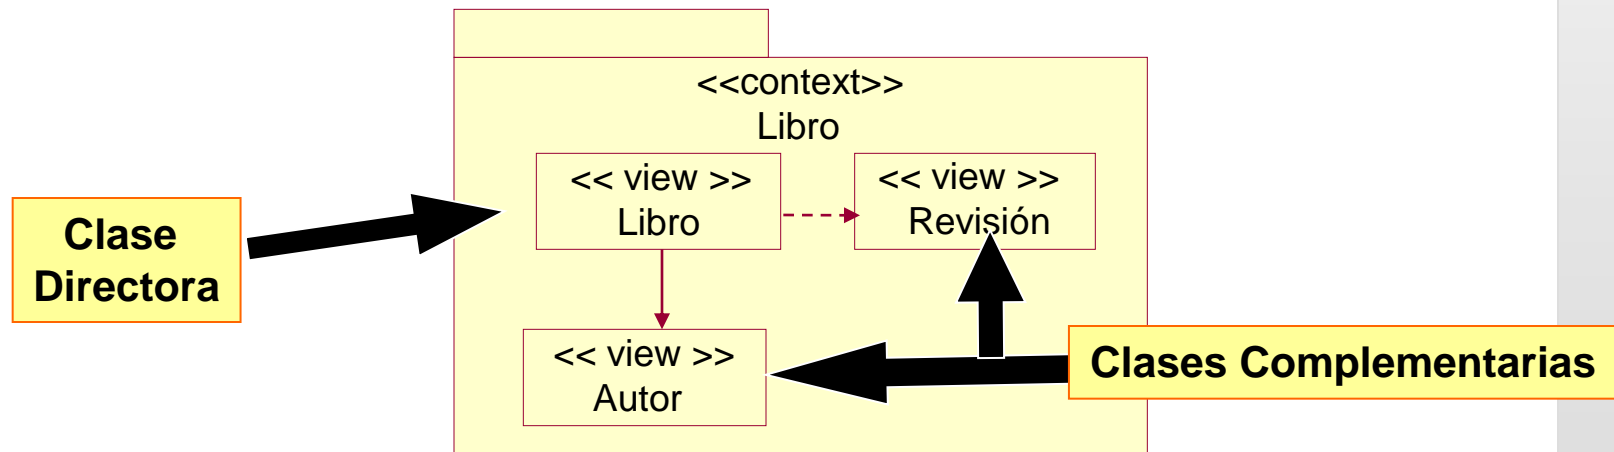 <<context>>
Libro
<< view >>
Libro
<< view >>
Revisión
Clase
Directora
<< view >>
Autor
Clases Complementarias